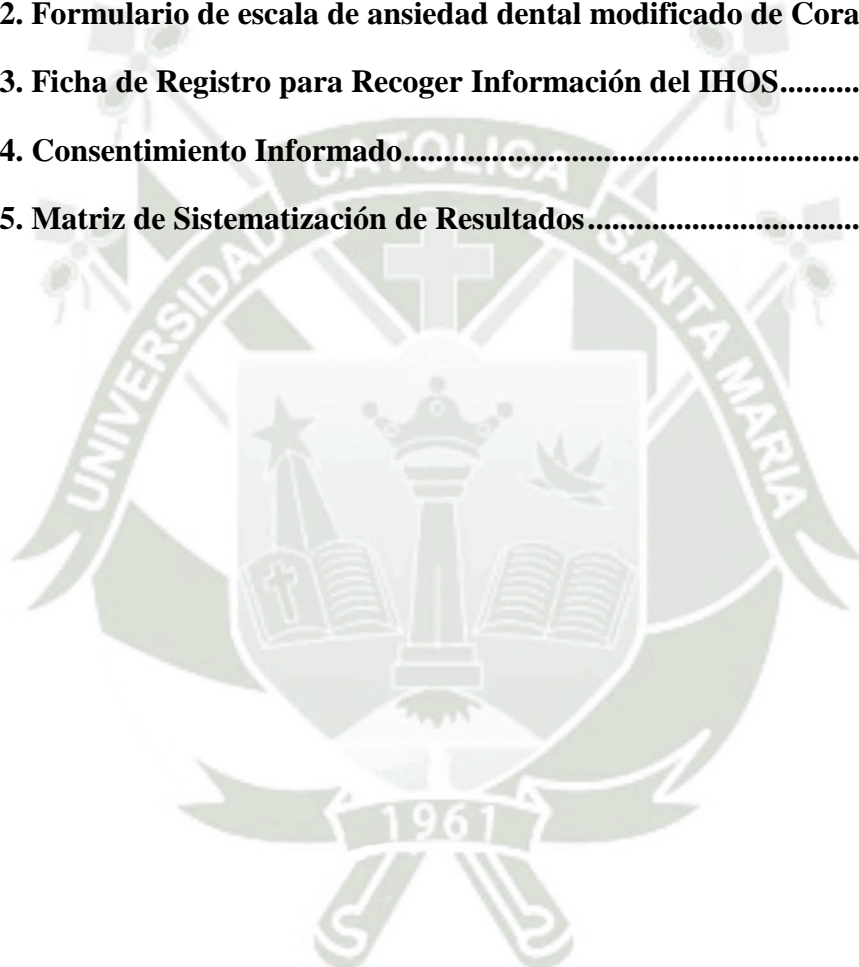 2. Formulario de escala de ansiedad dental modificado de Cora
3. Ficha de Registro para Recoger Información del IHOS..........
4. Consentimiento Informado..........................................................
5. Matriz de Sistematización de Resultados..................................
UNIVERSIDAD CATOLICA SANTA MARIA
1961